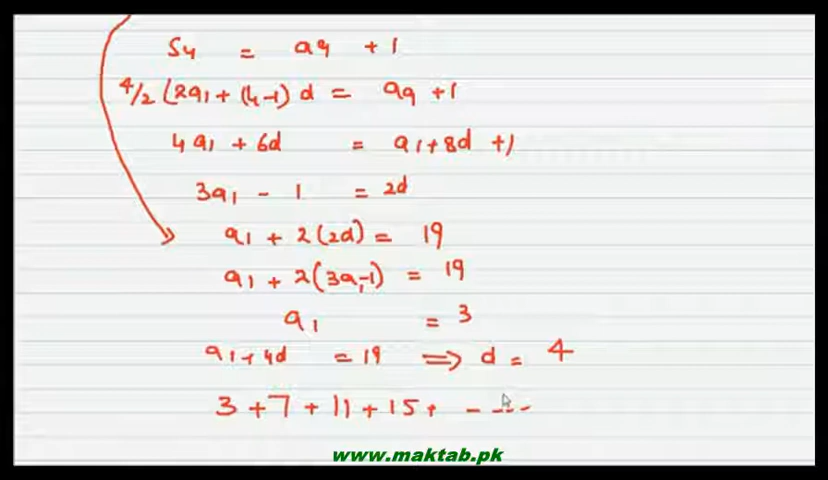 S4 = a9 + 1
4/2 (2a1 + (4-1) d = a9 + 1
4a1 + 6d = a1 + 8d + 1
3a1 - 1 = 2d
a1 + 2(2d) = 19
a1 + 2(3a1-1) = 19
a1 = 3
a1 + 4d = 19 ⟹ d = 4
3 + 7 + 11 + 15 + - - - -
www.maktab.pk